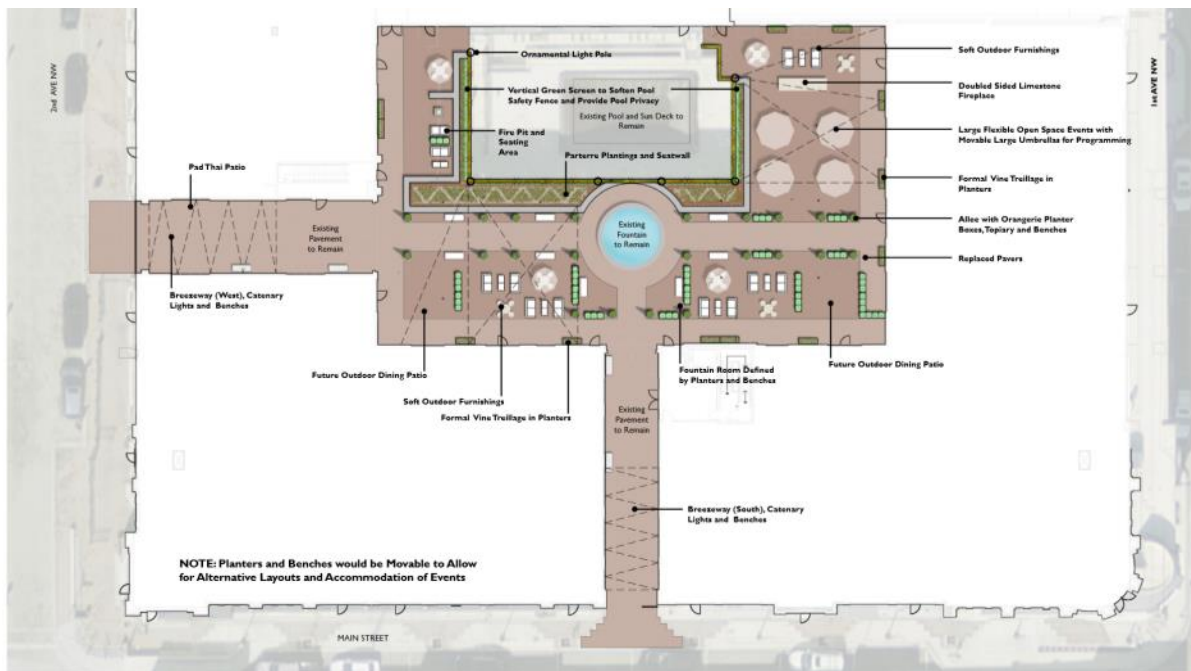 2nd AVE NW
1st AVE NW
Ornamental Light Pole
Vertical Green Screen to Soften Pool
Safety Fence and Provide Pool Privacy
Existing Pool and Sun Deck to
Remain
Fire Pit and
Seating
Area
Parterre Plantings and Seatwall
Pad Thai Patio
Existing
Pavement
to Remain
Breezeway (West), Catenary
Lights and Benches
Existing
Fountain
to Remain
Soft Outdoor Furnishings
Doubled Sided Limestone
Fireplace
Large Flexible Open Space Events with
Movable Large Umbrellas for Programming
Formal Vine Treillage in
Planters
Allee with Orangerie Planter
Boxes, Topiary and Benches
Replaced Pavers
Future Outdoor Dining Patio
Soft Outdoor Furnishings
Formal Vine Treillage in Planters
Fountain Room Defined
by Planters and Benches
Future Outdoor Dining Patio
Existing
Pavement
to Remain
Breezeway (South), Catenary
Lights and Benches
NOTE: Planters and Benches would be Movable to Allow
for Alternative Layouts and Accommodation of Events
MAIN STREET